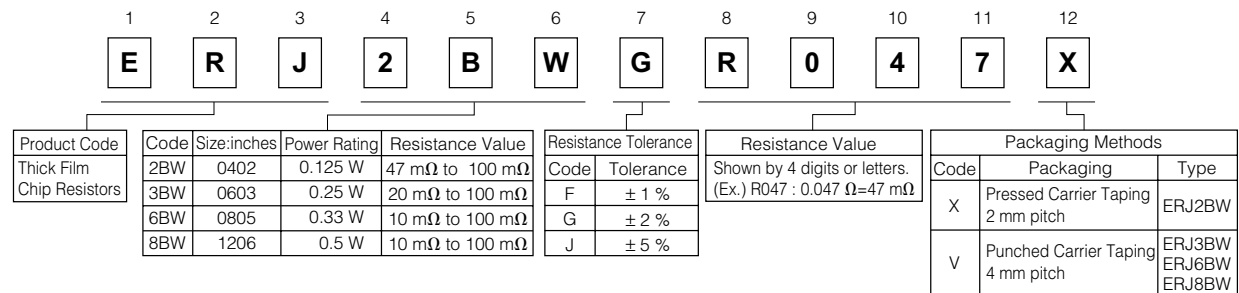 1 2 3 4 5 6 7 8 9 10 11 12
E R J 2 B W G R 0 4 7 X
Product Code
Thick Film
Chip Resistors
Code Size:inches Power Rating Resistance Value
2BW 0402 0.125 W 47 mΩ to 100 mΩ
3BW 0603 0.25 W 20 mΩ to 100 mΩ
6BW 0805 0.33 W 10 mΩ to 100 mΩ
8BW 1206 0.5 W 10 mΩ to 100 mΩ
Resistance Tolerance
Code Tolerance
F ± 1 %
G ± 2 %
J ± 5 %
Resistance Value
Shown by 4 digits or letters.
(Ex.) R047 : 0.047 Ω=47 mΩ
Packaging Methods
Code Packaging Type
X Pressed Carrier Taping
2 mm pitch
ERJ2BW
V Punched Carrier Taping
4 mm pitch
ERJ3BW
ERJ6BW
ERJ8BW